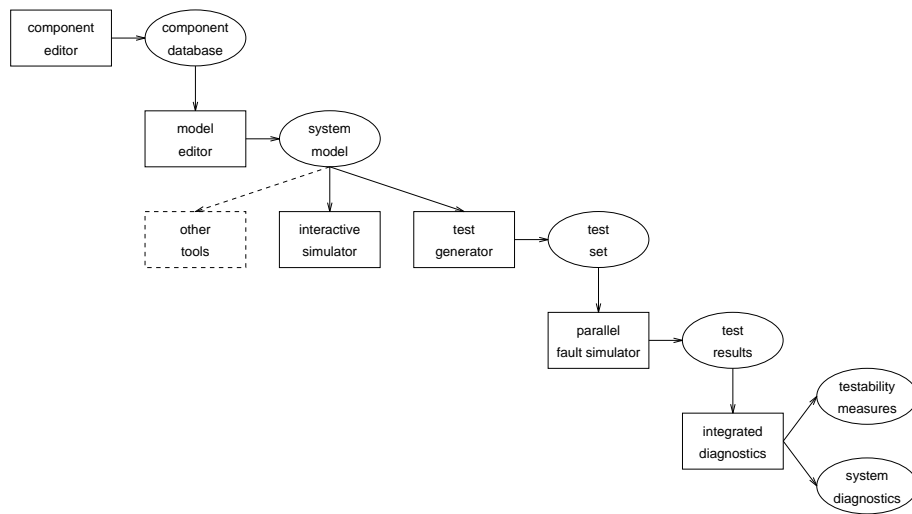 component
editor
component
database
model
editor
system
model
other
tools
interactive
simulator
test
generator
test
set
parallel
fault simulator
test
results
testability
measures
integrated
diagnostics
system
diagnostics